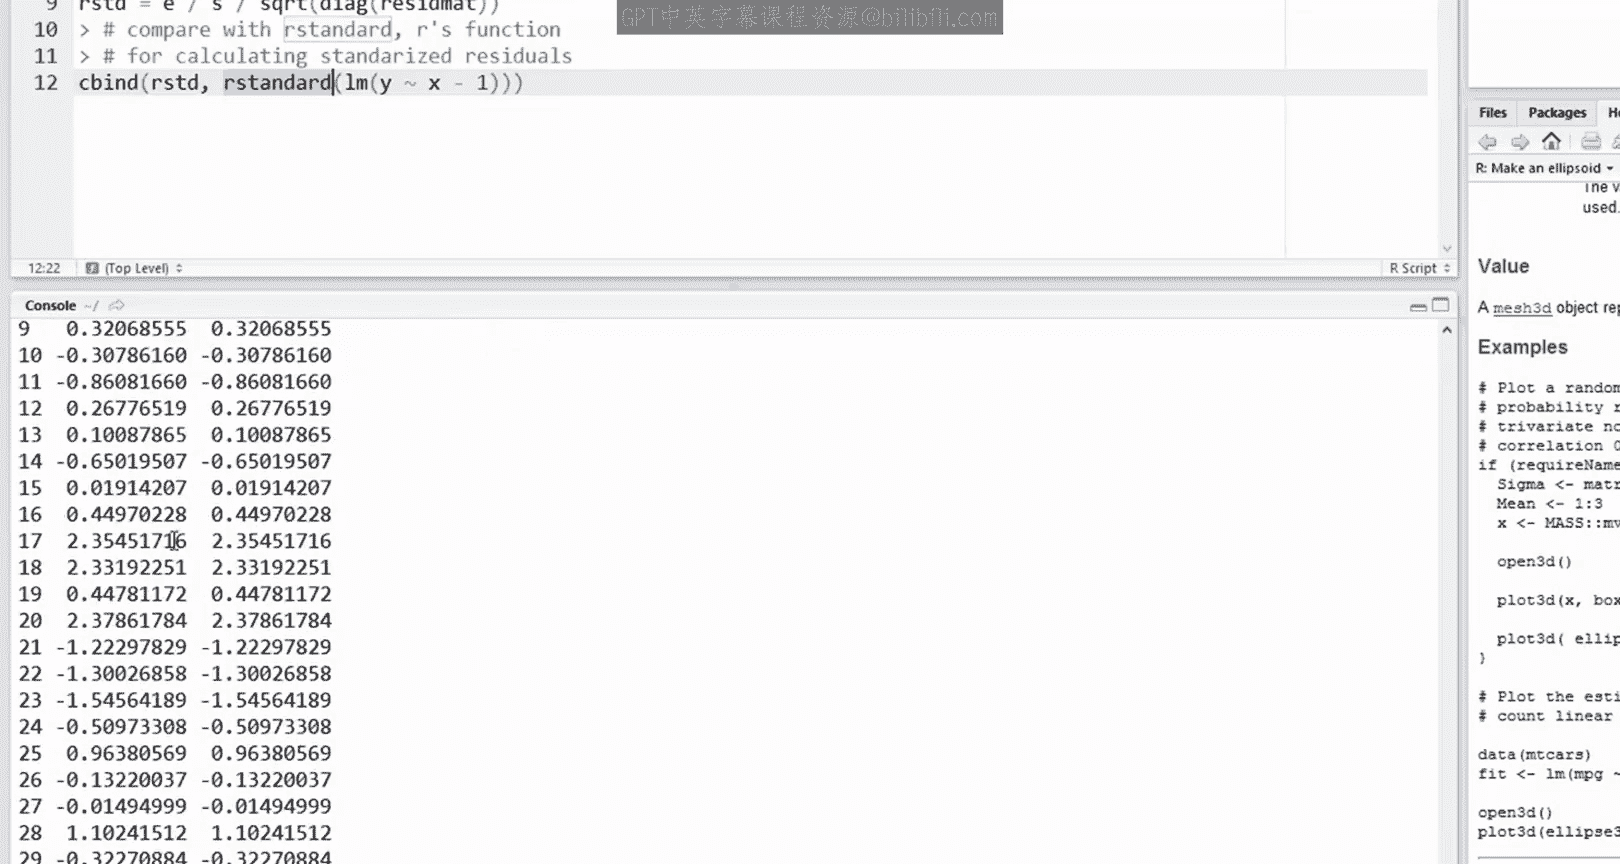 9 rstd = e / s / sqrt(diag(residmat))
10 > # compare with rstandard, r's function
11 > # for calculating standarized residuals
12 cbind(rstd, rstandard(lm(y ~ x - 1)))
GPT中英字幕课程资源@bilibili.com
12:22 (Top Level)
R Script
Console ~/
9 0.32068555 0.32068555
10 -0.30786160 -0.30786160
11 -0.86081660 -0.86081660
12 0.26776519 0.26776519
13 0.10087865 0.10087865
14 -0.65019507 -0.65019507
15 0.01914207 0.01914207
16 0.44970228 0.44970228
17 2.35451716 2.35451716
18 2.33192251 2.33192251
19 0.44781172 0.44781172
20 2.37861784 2.37861784
21 -1.22297829 -1.22297829
22 -1.30026858 -1.30026858
23 -1.54564189 -1.54564189
24 -0.50973308 -0.50973308
25 0.96380569 0.96380569
26 -0.13220037 -0.13220037
27 -0.01494999 -0.01494999
28 1.10241512 1.10241512
29 -0.32270884 -0.32270884
Files Packages
R: Make an ellipsoid
The
used.
Value
A mesh3d object
Examples
# Plot a random
# probability
# trivariate
# correlation
if (requireName
Sigma <- matr
Mean <- 1:3
x <- MASS::mv
open3d()
plot3d(x, box
plot3d( ellip
}
# Plot the esti
# count linear
data(mtcars)
fit <- lm(mpg ~
open3d()
plot3d(ellipse3